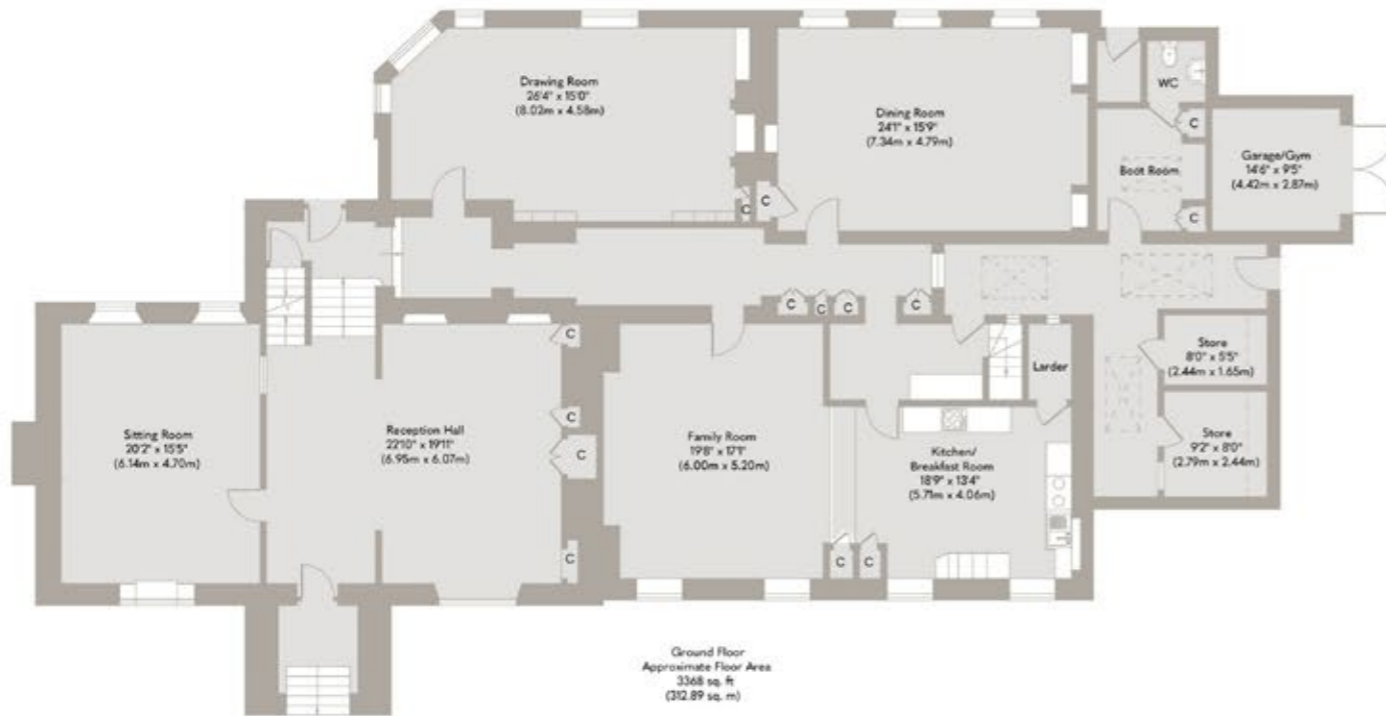 Drawing Room
26'4" x 15'0"
(8.02m x 4.58m)
Dining Room
24'1" x 15'9"
(7.34m x 4.79m)
WC
C
Boot Room
C
Garage/Gym
14'6" x 9'5"
(4.42m x 2.87m)
C
C
C
C
C
C
C
Sitting Room
20'2" x 15'5"
(6.14m x 4.70m)
Reception Hall
22'10" x 19'11"
(6.95m x 6.07m)
C
C
C
C
Family Room
19'8" x 17'1"
(6.00m x 5.20m)
Kitchen/
Breakfast Room
18'9" x 13'4"
(5.71m x 4.06m)
C
C
Larder
Store
8'0" x 5'5"
(2.44m x 1.65m)
Store
9'2" x 8'0"
(2.79m x 2.44m)
Ground Floor
Approximate Floor Area
3368 sq. ft
(312.89 sq. m)